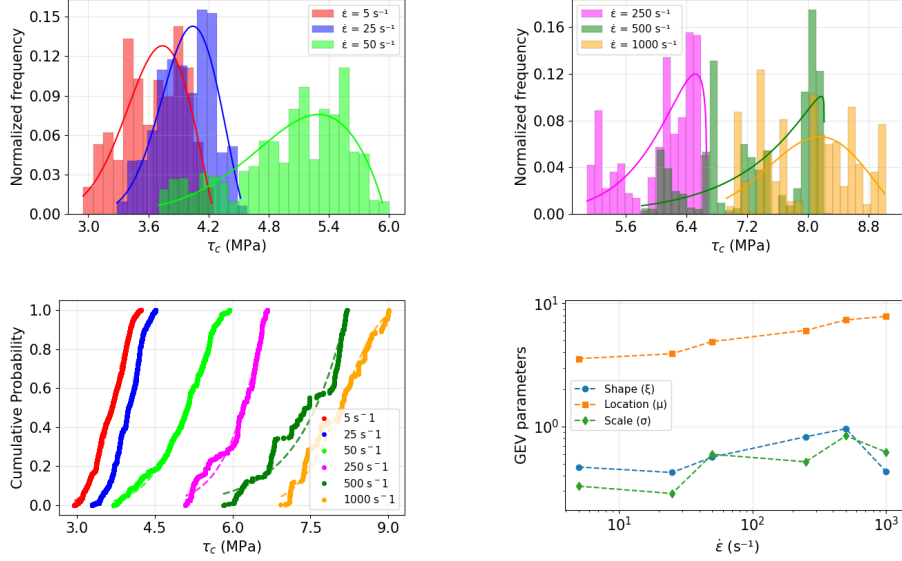 0.15
0.12
0.09
0.06
0.03
0.00
Normalized frequency
3.0 3.6 4.2 4.8 5.4 6.0
τc (MPa)
ε̇ = 5 s⁻¹
ε̇ = 25 s⁻¹
ε̇ = 50 s⁻¹
0.16
0.12
0.08
0.04
0.00
Normalized frequency
5.6 6.4 7.2 8.0 8.8
τc (MPa)
ε̇ = 250 s⁻¹
ε̇ = 500 s⁻¹
ε̇ = 1000 s⁻¹
1.0
0.8
0.6
0.4
0.2
0.0
Cumulative Probability
3.0 4.5 6.0 7.5 9.0
τc (MPa)
5 s⁻1
25 s⁻1
50 s⁻1
250 s⁻1
500 s⁻1
1000 s⁻1
10¹
10⁰
GEV parameters
10¹ 10² 10³
ε̇ (s⁻¹)
Shape (ξ)
Location (μ)
Scale (σ)